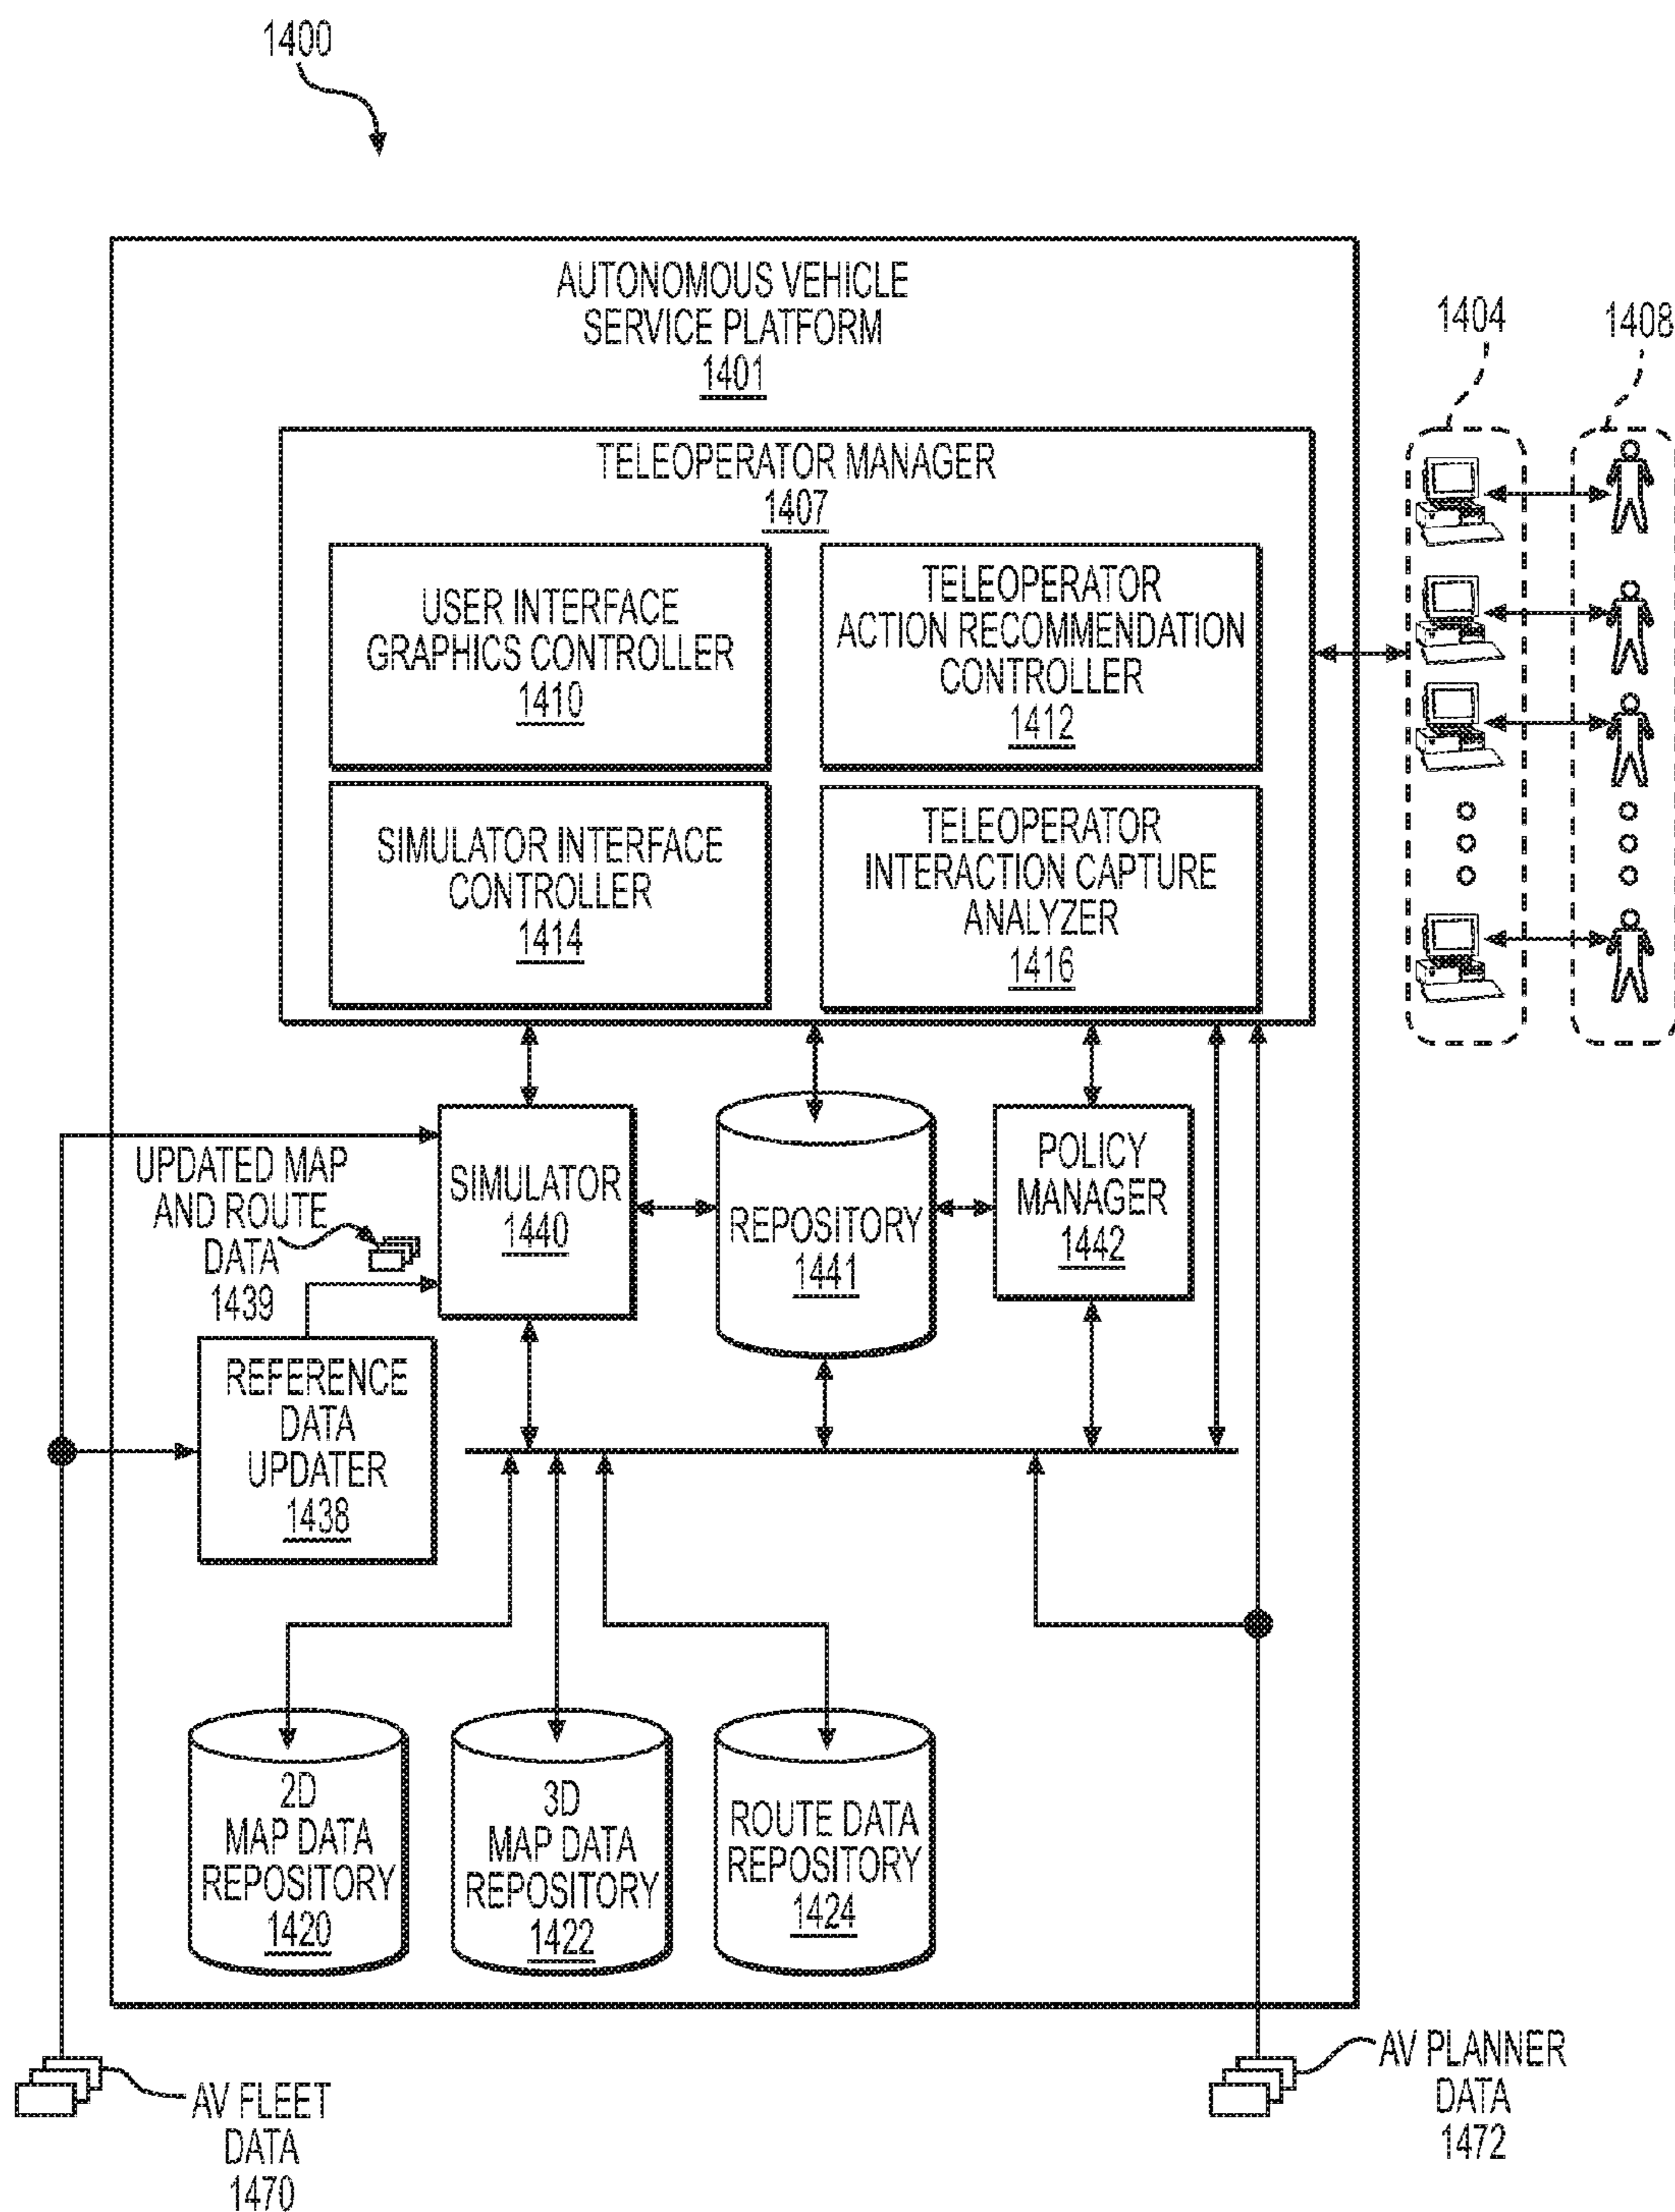 1400
AUTONOMOUS VEHICLE
SERVICE PLATFORM
1401
1404
1408
TELEOPERATOR MANAGER
1407
USER INTERFACE
GRAPHICS CONTROLLER
1410
TELEOPERATOR
ACTION RECOMMENDATION
CONTROLLER
1412
SIMULATOR INTERFACE
CONTROLLER
1414
TELEOPERATOR
INTERACTION CAPTURE
ANALYZER
1416
UPDATED MAP
AND ROUTE
DATA
1439
SIMULATOR
1440
REPOSITORY
1441
POLICY
MANAGER
1442
REFERENCE
DATA
UPDATER
1438
2D
MAP DATA
REPOSITORY
1420
3D
MAP DATA
REPOSITORY
1422
ROUTE DATA
REPOSITORY
1424
AV FLEET
DATA
1470
AV PLANNER
DATA
1472